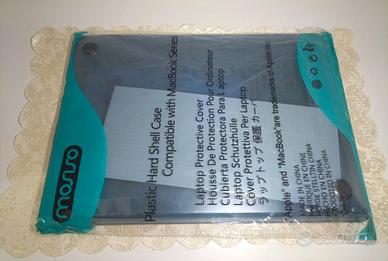 mosiso
Plastic Hard Shell Case
Compatible with MacBook Series
Laptop Protective Cover
Housse De Protection Pour Ordinateur
Cubierta Protectora Para Laptop
Laptop Schutzhülle
Cover Protettiva Per Laptop
ラップトップ 保護 カーバ
"Apple" and "MacBook"are trademarks of Apple,Inc.
MADE IN CHINA